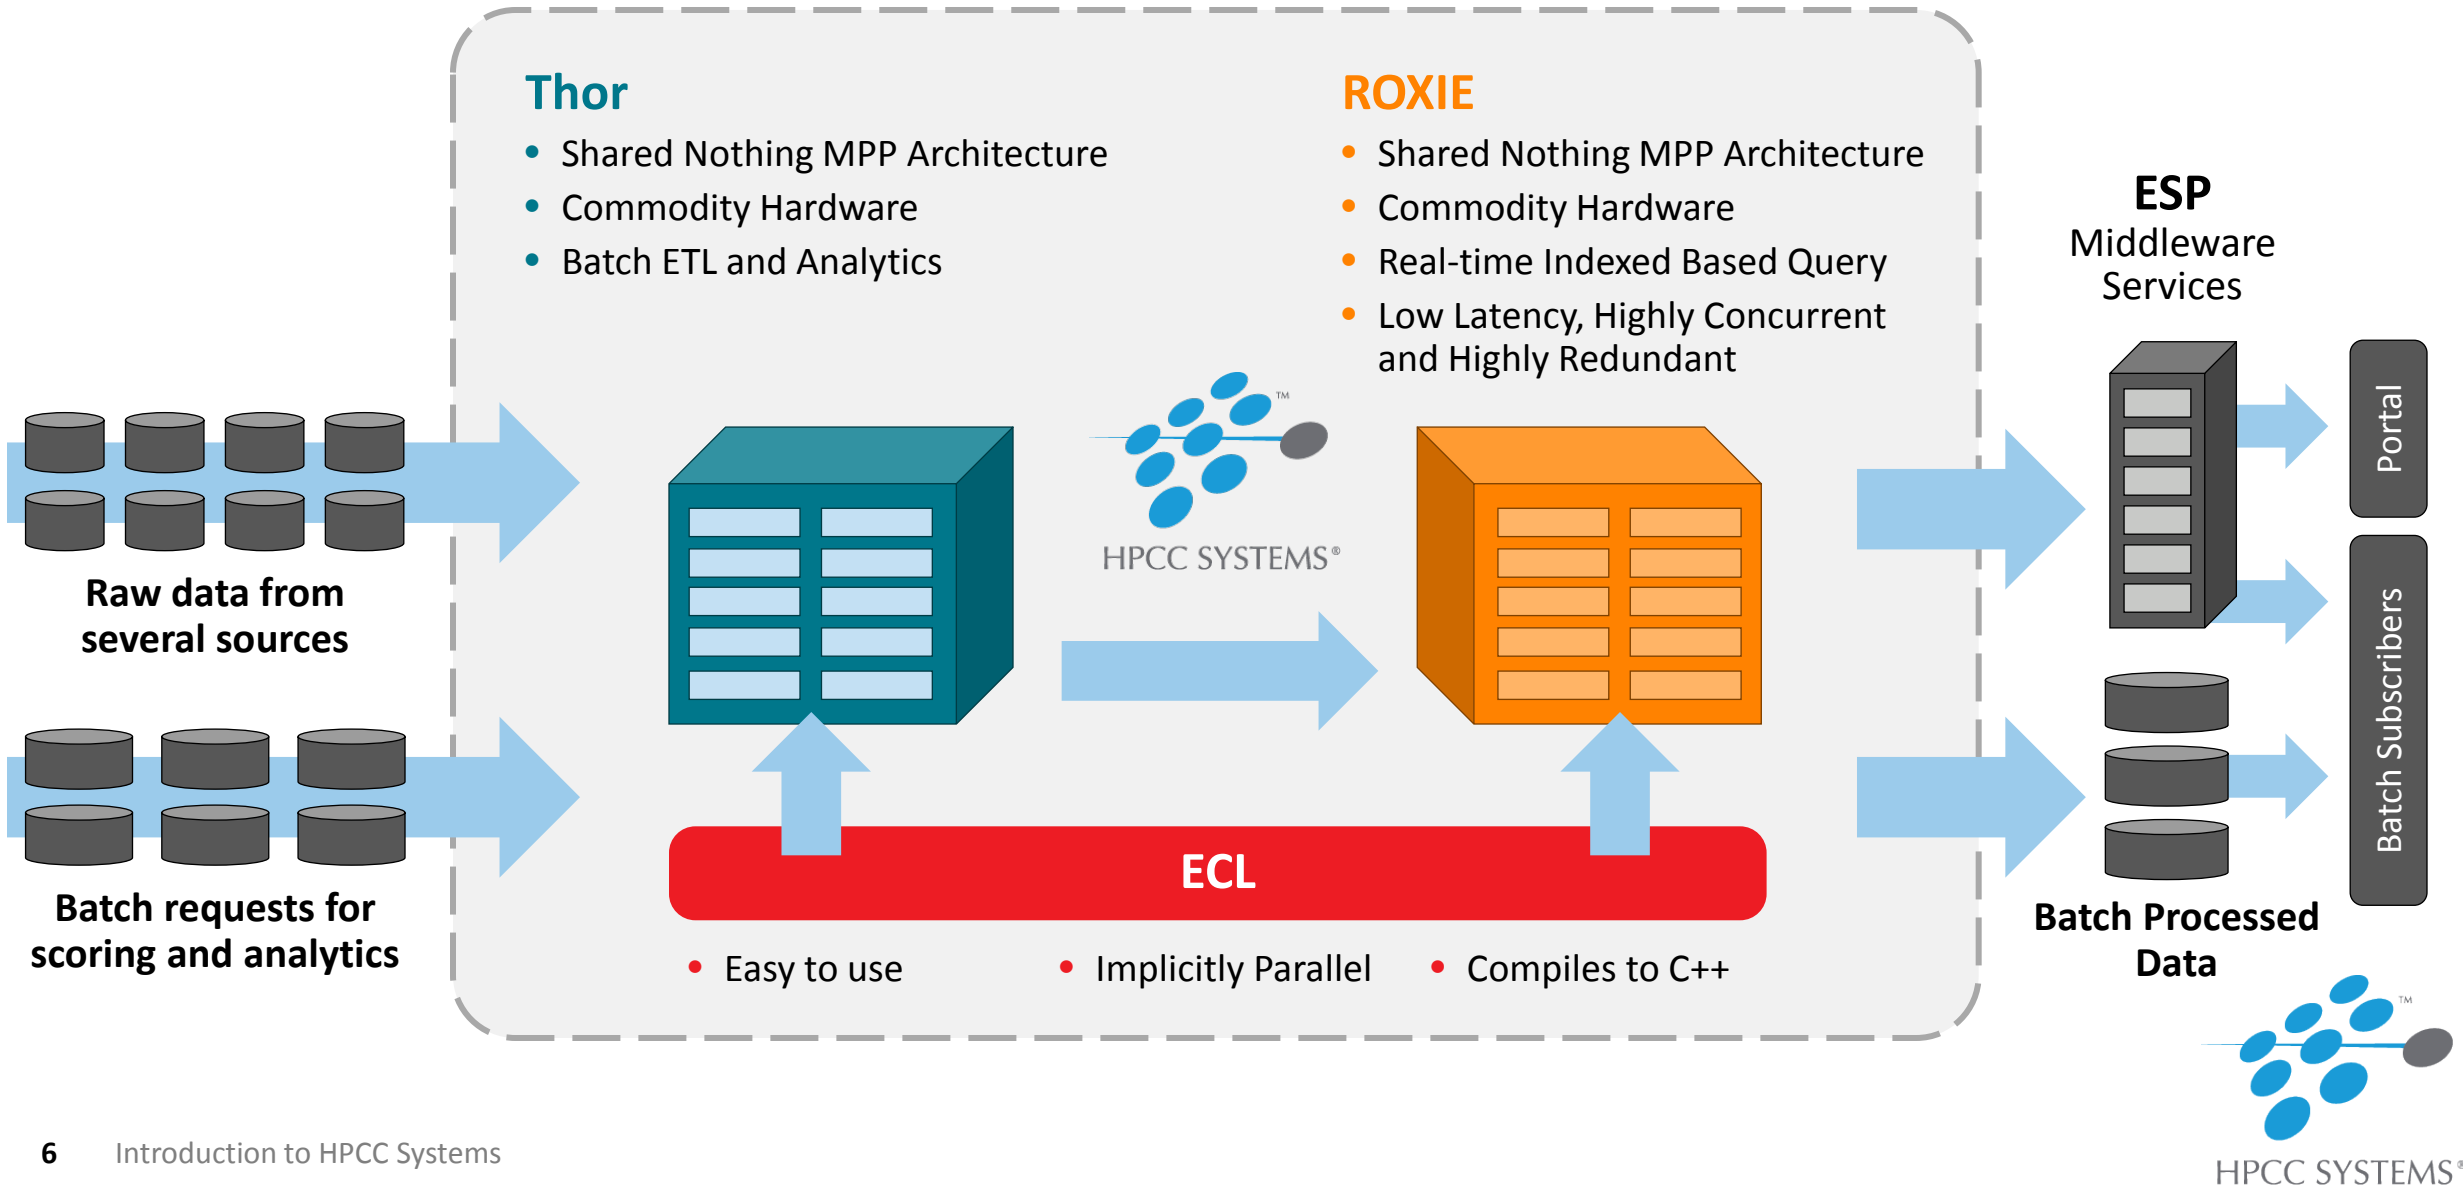 Thor
• Shared Nothing MPP Architecture
• Commodity Hardware
• Batch ETL and Analytics
ROXIE
• Shared Nothing MPP Architecture
• Commodity Hardware
• Real-time Indexed Based Query
• Low Latency, Highly Concurrent
and Highly Redundant
ESP
Middleware
Services
Portal
Batch Subscribers
TM
HPCC SYSTEMS®
Raw data from
several sources
Batch requests for
scoring and analytics
ECL
• Easy to use
• Implicitly Parallel
• Compiles to C++
Batch Processed
Data
TM
HPCC SYSTEMS®
6 Introduction to HPCC Systems